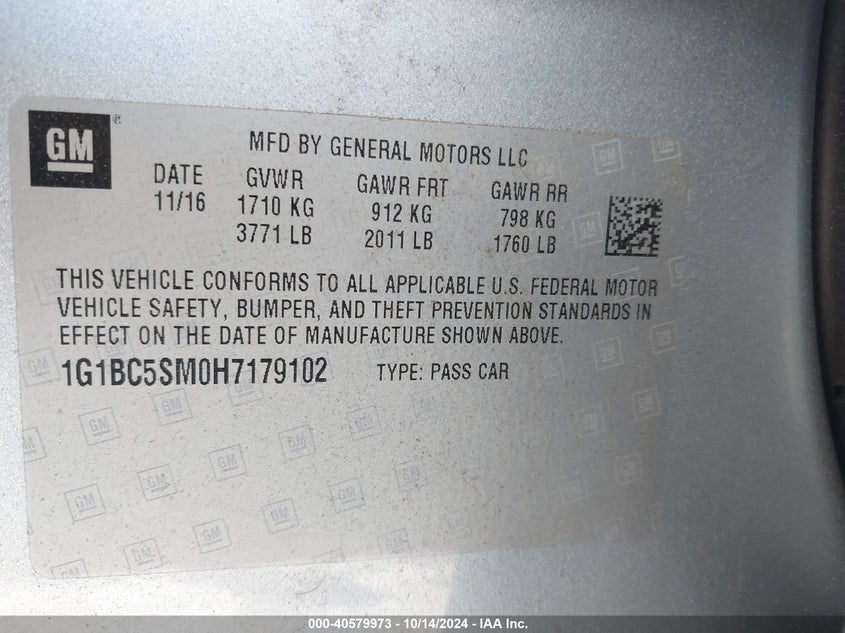 GM®
MFD BY GENERAL MOTORS LLC
DATE GVWR GAWR FRT GAWR RR
11/16 1710 KG 912 KG 798 KG
3771 LB 2011 LB 1760 LB
THIS VEHICLE CONFORMS TO ALL APPLICABLE U.S. FEDERAL MOTOR
VEHICLE SAFETY, BUMPER, AND THEFT PREVENTION STANDARDS IN
EFFECT ON THE DATE OF MANUFACTURE SHOWN ABOVE.
1G1BC5SM0H7179102 TYPE: PASS CAR
000-40579973 - 10/14/2024 - IAA Inc.